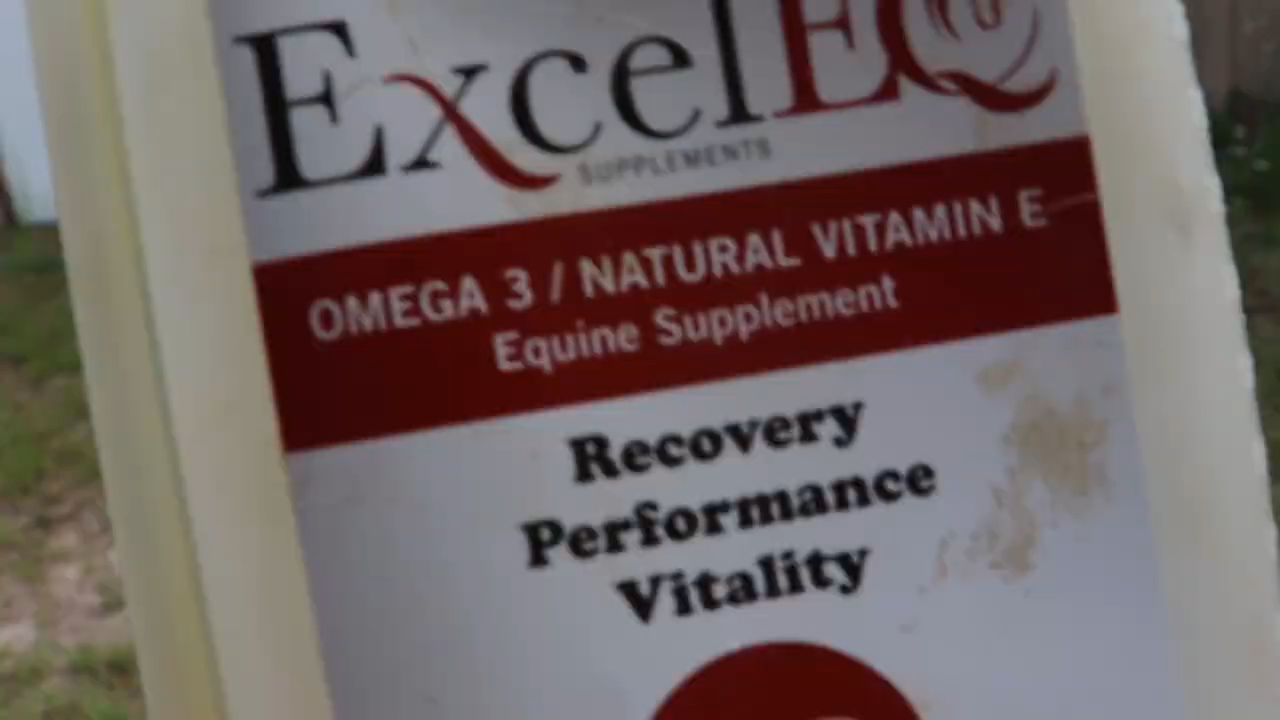 ExcelEQ
SUPPLEMENTS
OMEGA 3 / NATURAL VITAMIN E
Equine Supplement
Recovery
Performance
Vitality